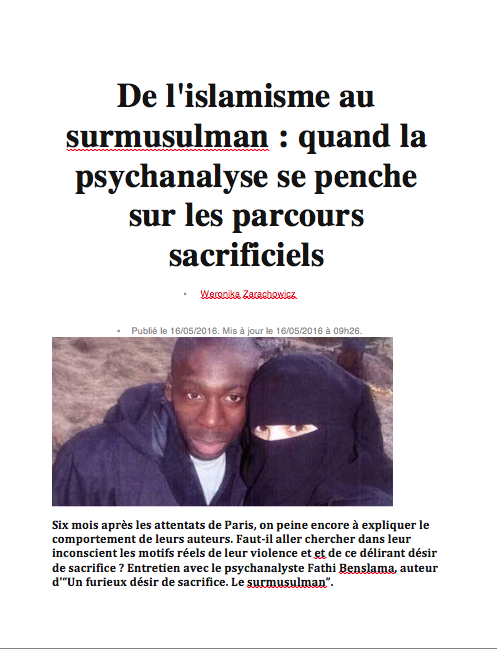 De l'islamisme au
surmusulman : quand la
psychanalyse se penche
sur les parcours
sacrificiels
• Weronika Zarachowicz
• Publié le 16/05/2016. Mis à jour le 16/05/2016 à 09h26.
Six mois après les attentats de Paris, on peine encore à expliquer le
comportement de leurs auteurs. Faut-il aller chercher dans leur
inconscient les motifs réels de leur violence et et de ce délirant désir
de sacrifice ? Entretien avec le psychanalyste Fathi Benslama, auteur
d'“Un furieux désir de sacrifice. Le surmusulman”.